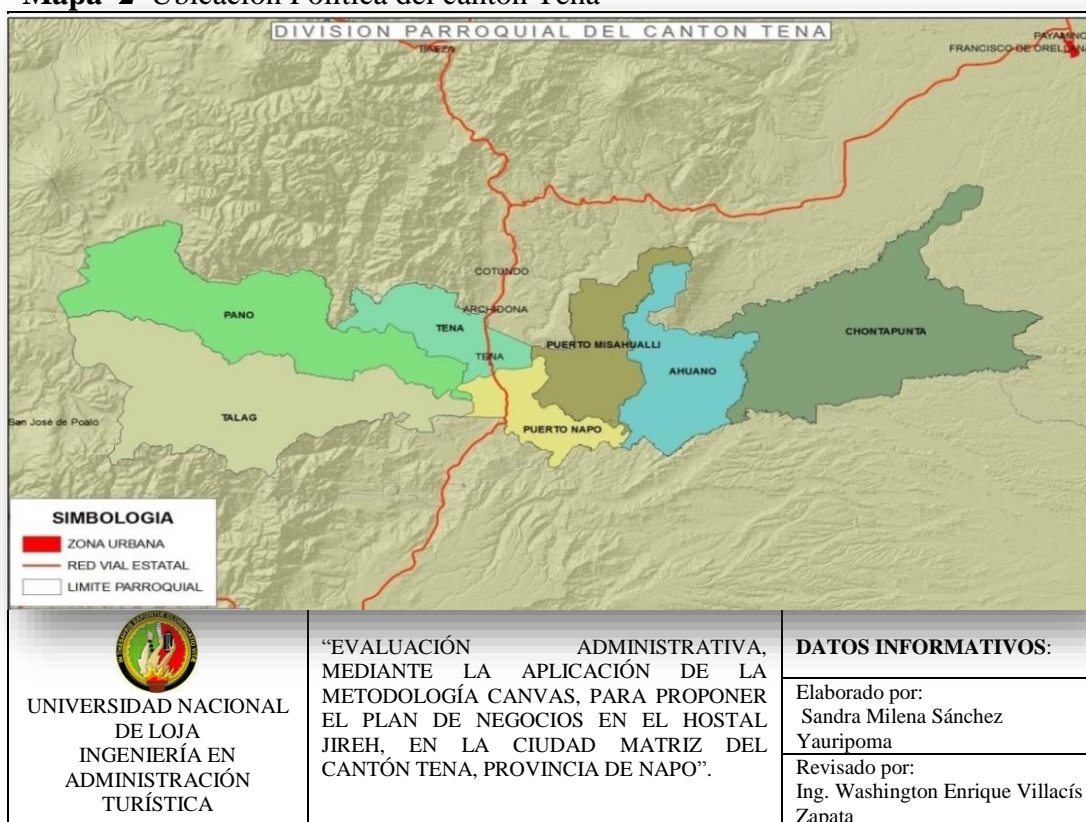 Mapa 2 Ubicación Política del cantón Tena
DIVISION PARROQUIAL DEL CANTON TENA
BAEZA
PAYAMINO
FRANCISCO DE ORELLANA
COTUNDO
ARCHIDONA
PANO
TENA
TENA
PUERTO MISAHUALLI
CHONTAPUNTA
AHUANO
TALAG
San José de Poaló
PUERTO NAPO
SIMBOLOGIA
ZONA URBANA
RED VIAL ESTATAL
LIMITE PARROQUIAL
UNIVERSIDAD NACIONAL
DE LOJA
INGENIERÍA EN
ADMINISTRACIÓN
TURÍSTICA
“EVALUACIÓN ADMINISTRATIVA,
MEDIANTE LA APLICACIÓN DE LA
METODOLOGÍA CANVAS, PARA PROPONER
EL PLAN DE NEGOCIOS EN EL HOSTAL
JIREH, EN LA CIUDAD MATRIZ DEL
CANTÓN TENA, PROVINCIA DE NAPO”.
DATOS INFORMATIVOS:
Elaborado por:
Sandra Milena Sánchez
Yauripoma
Revisado por:
Ing. Washington Enrique Villacís
Zapata